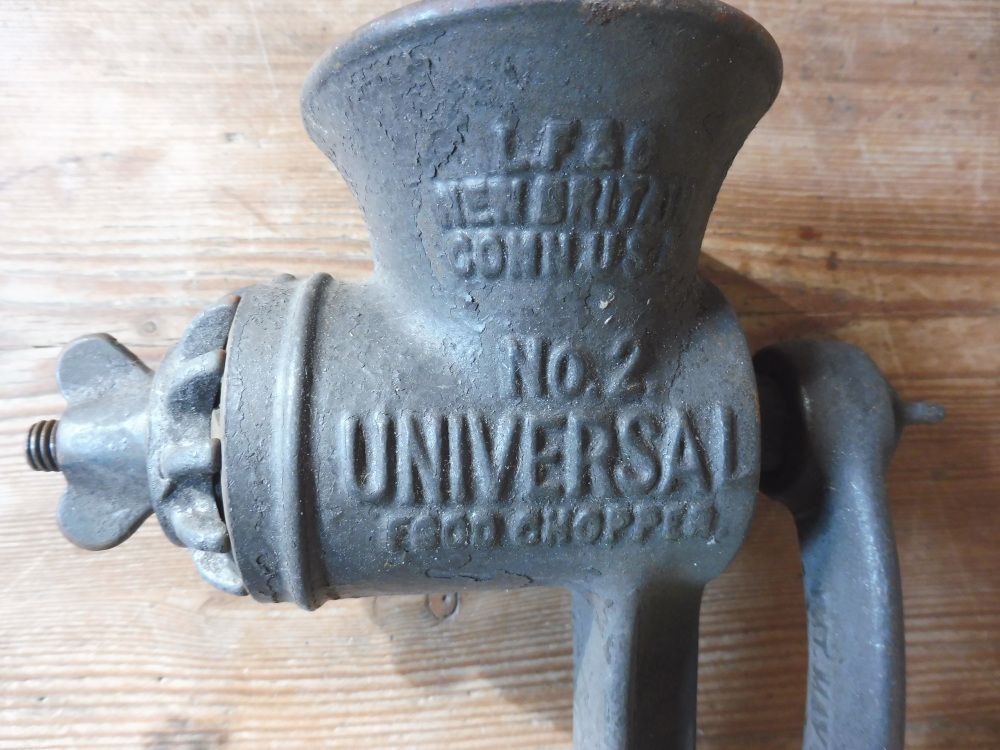 L.F.& C
NEW BRITAIN
CONN.U.S.A.
No.2
UNIVERSAL
FOOD CHOPPER